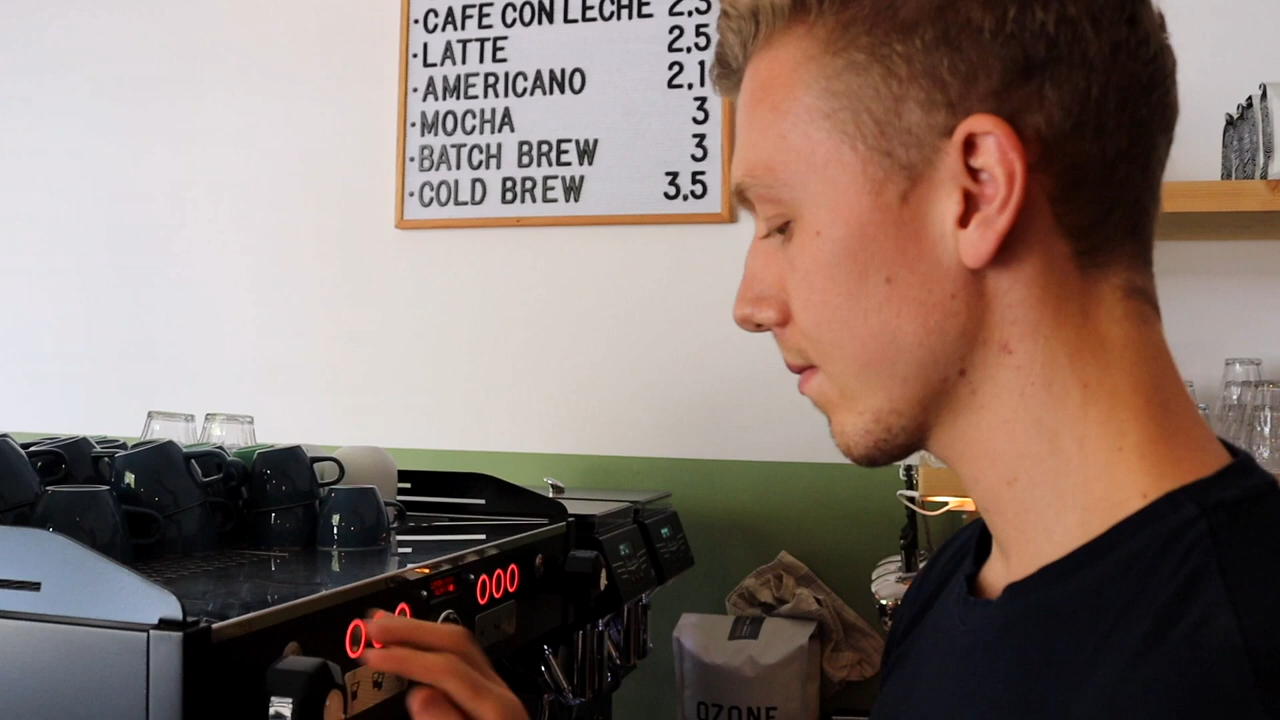 ·CAFE CON LECHE 2,5
·LATTE 2,5
·AMERICANO 2,1
·MOCHA 3
·BATCH BREW 3
·COLD BREW 3,5
OZONE